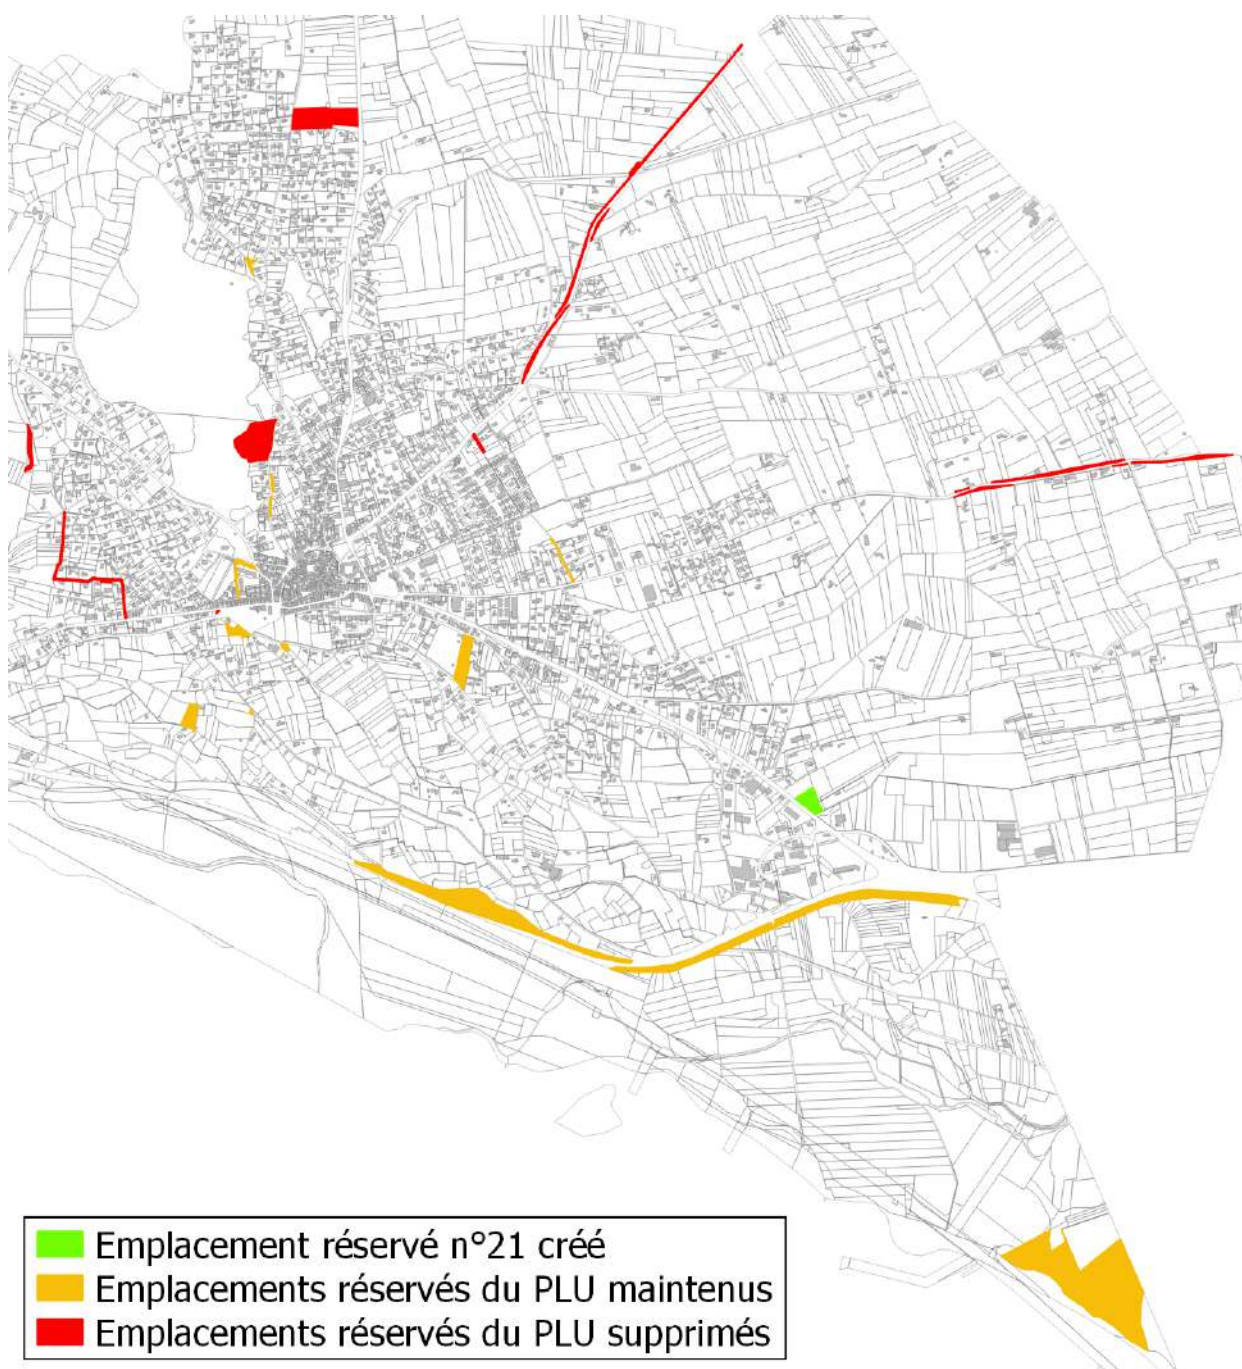 Emplacement réservé n°21 créé
Emplacements réservés du PLU maintenus
Emplacements réservés du PLU supprimés